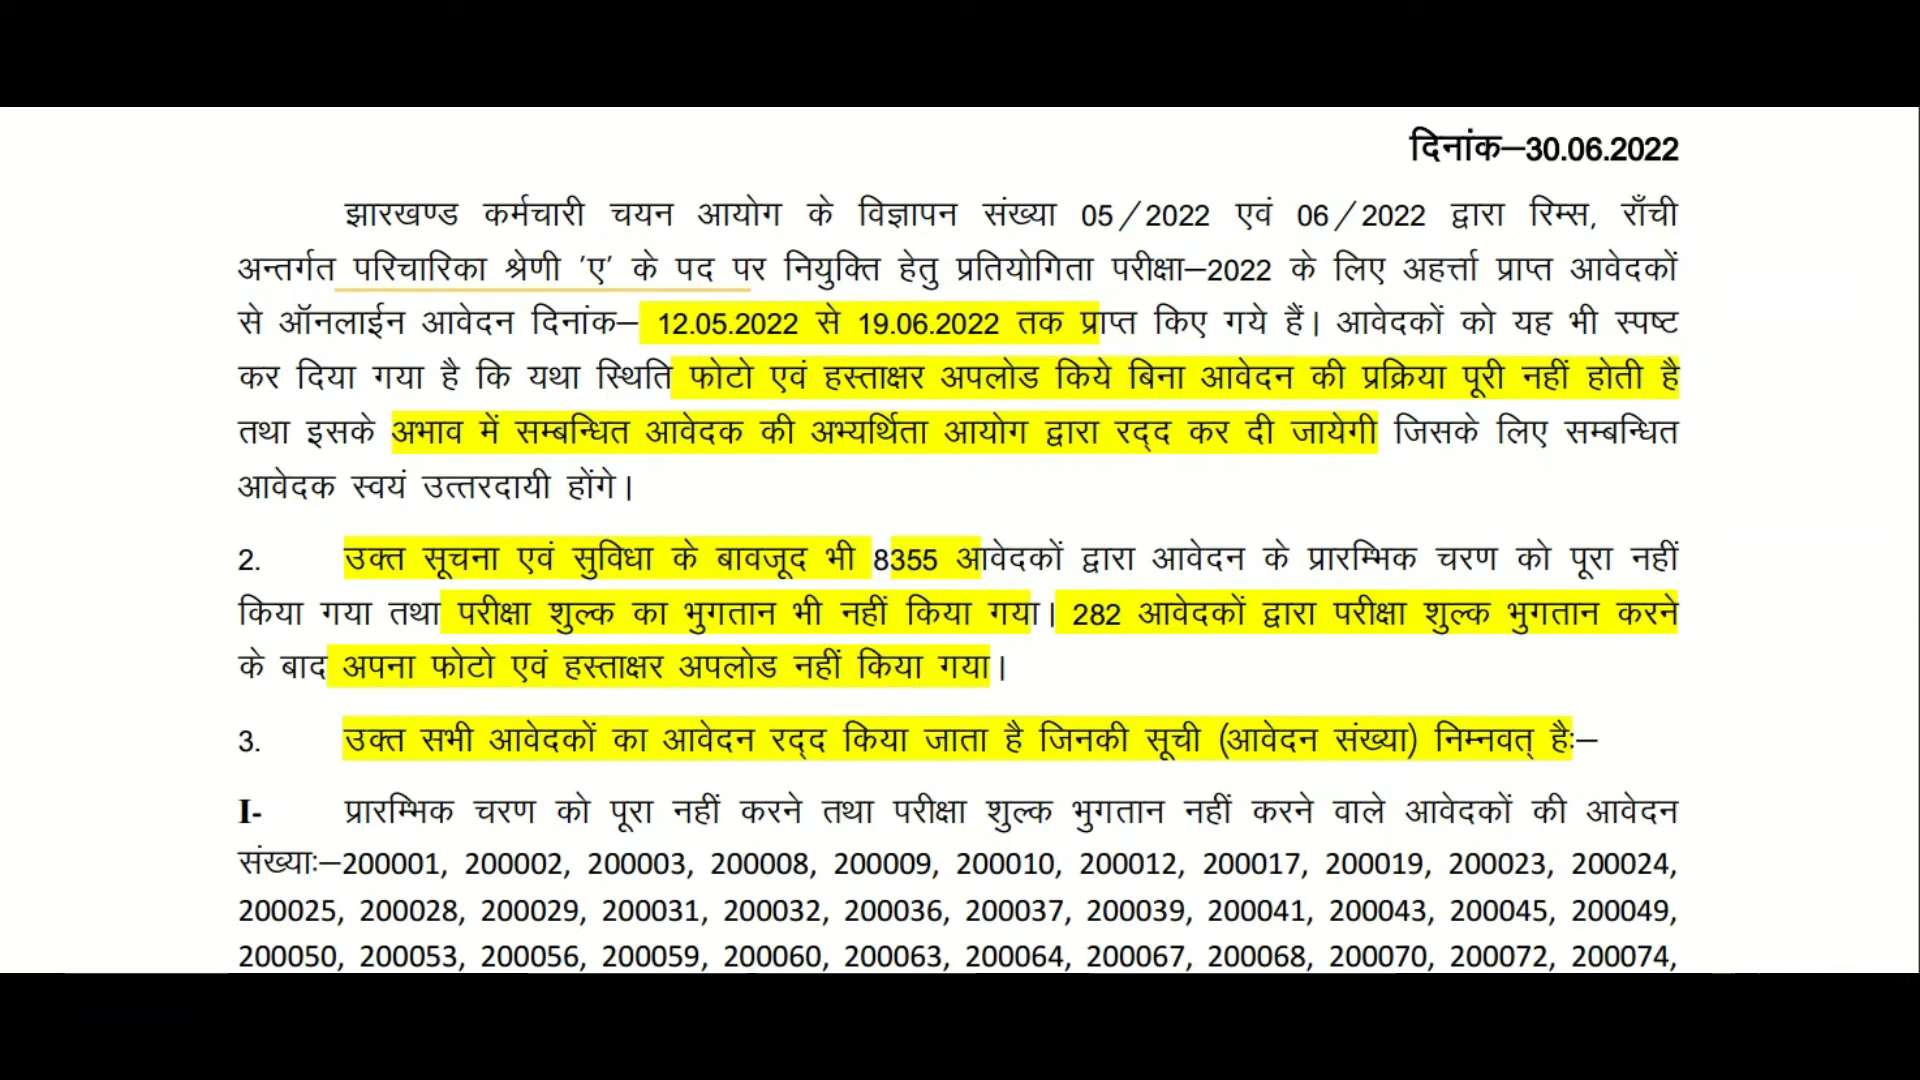 दिनांक–30.06.2022
झारखण्ड कर्मचारी चयन आयोग के विज्ञापन संख्या 05/2022 एवं 06/2022 द्वारा रिम्स, राँची
अन्तर्गत परिचारिका श्रेणी 'ए' के पद पर नियुक्ति हेतु प्रतियोगिता परीक्षा–2022 के लिए अहर्त्ता प्राप्त आवेदकों
से ऑनलाईन आवेदन दिनांक– 12.05.2022 से 19.06.2022 तक प्राप्त किए गये हैं। आवेदकों को यह भी स्पष्ट
कर दिया गया है कि यथा स्थिति फोटो एवं हस्ताक्षर अपलोड किये बिना आवेदन की प्रक्रिया पूरी नहीं होती है
तथा इसके अभाव में सम्बन्धित आवेदक की अभ्यर्थिता आयोग द्वारा रद्द कर दी जायेगी जिसके लिए सम्बन्धित
आवेदक स्वयं उत्तरदायी होंगे।
2. उक्त सूचना एवं सुविधा के बावजूद भी 8355 आवेदकों द्वारा आवेदन के प्रारम्भिक चरण को पूरा नहीं
किया गया तथा परीक्षा शुल्क का भुगतान भी नहीं किया गया। 282 आवेदकों द्वारा परीक्षा शुल्क भुगतान करने
के बाद अपना फोटो एवं हस्ताक्षर अपलोड नहीं किया गया।
3. उक्त सभी आवेदकों का आवेदन रद्द किया जाता है जिनकी सूची (आवेदन संख्या) निम्नवत् हैः–
I- प्रारम्भिक चरण को पूरा नहीं करने तथा परीक्षा शुल्क भुगतान नहीं करने वाले आवेदकों की आवेदन
संख्याः–200001, 200002, 200003, 200008, 200009, 200010, 200012, 200017, 200019, 200023, 200024,
200025, 200028, 200029, 200031, 200032, 200036, 200037, 200039, 200041, 200043, 200045, 200049,
200050, 200053, 200056, 200059, 200060, 200063, 200064, 200067, 200068, 200070, 200072, 200074,